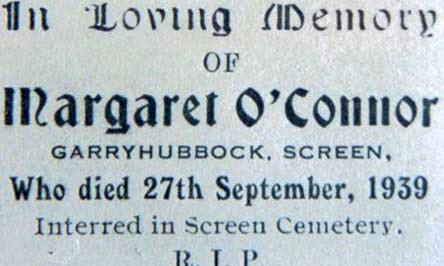 In Loving Memory
OF
Margaret O'Connor
GARRYHUBBOCK, SCREEN,
Who died 27th September, 1939
Interred in Screen Cemetery.
R. I. P.